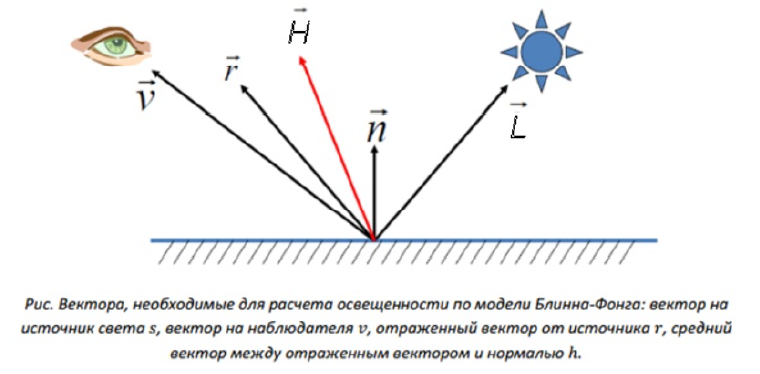 H⃗
v⃗
r⃗
n⃗
L⃗
Рис. Вектора, необходимые для расчета освещенности по модели Блинна-Фонга: вектор на
источник света s, вектор на наблюдателя v, отраженный вектор от источника r, средний
вектор между отраженным вектором и нормалью h.